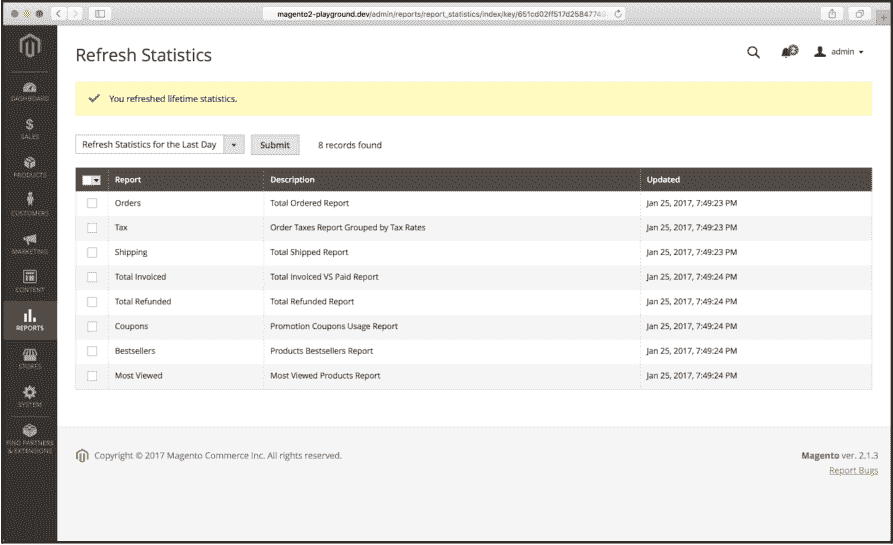 magento2-playground.dev/admin/reports/report_statistics/index/key/651cd02ff517d25847749
Refresh Statistics
admin
You refreshed lifetime statistics.
Refresh Statistics for the Last Day Submit 8 records found
Report Description Updated
Orders Total Ordered Report Jan 25, 2017, 7:49:23 PM
Tax Order Taxes Report Grouped by Tax Rates Jan 25, 2017, 7:49:23 PM
Shipping Total Shipped Report Jan 25, 2017, 7:49:23 PM
Total Invoiced Total Invoiced VS Paid Report Jan 25, 2017, 7:49:24 PM
Total Refunded Total Refunded Report Jan 25, 2017, 7:49:24 PM
Coupons Promotion Coupons Usage Report Jan 25, 2017, 7:49:24 PM
Bestsellers Products Bestsellers Report Jan 25, 2017, 7:49:24 PM
Most Viewed Most Viewed Products Report Jan 25, 2017, 7:49:24 PM
DASHBOARD
SALES
PRODUCTS
CUSTOMERS
MARKETING
CONTENT
REPORTS
STORES
SYSTEM
FIND PARTNERS
& EXTENSIONS
Copyright © 2017 Magento Commerce Inc. All rights reserved.
Magento ver. 2.1.3
Report Bugs